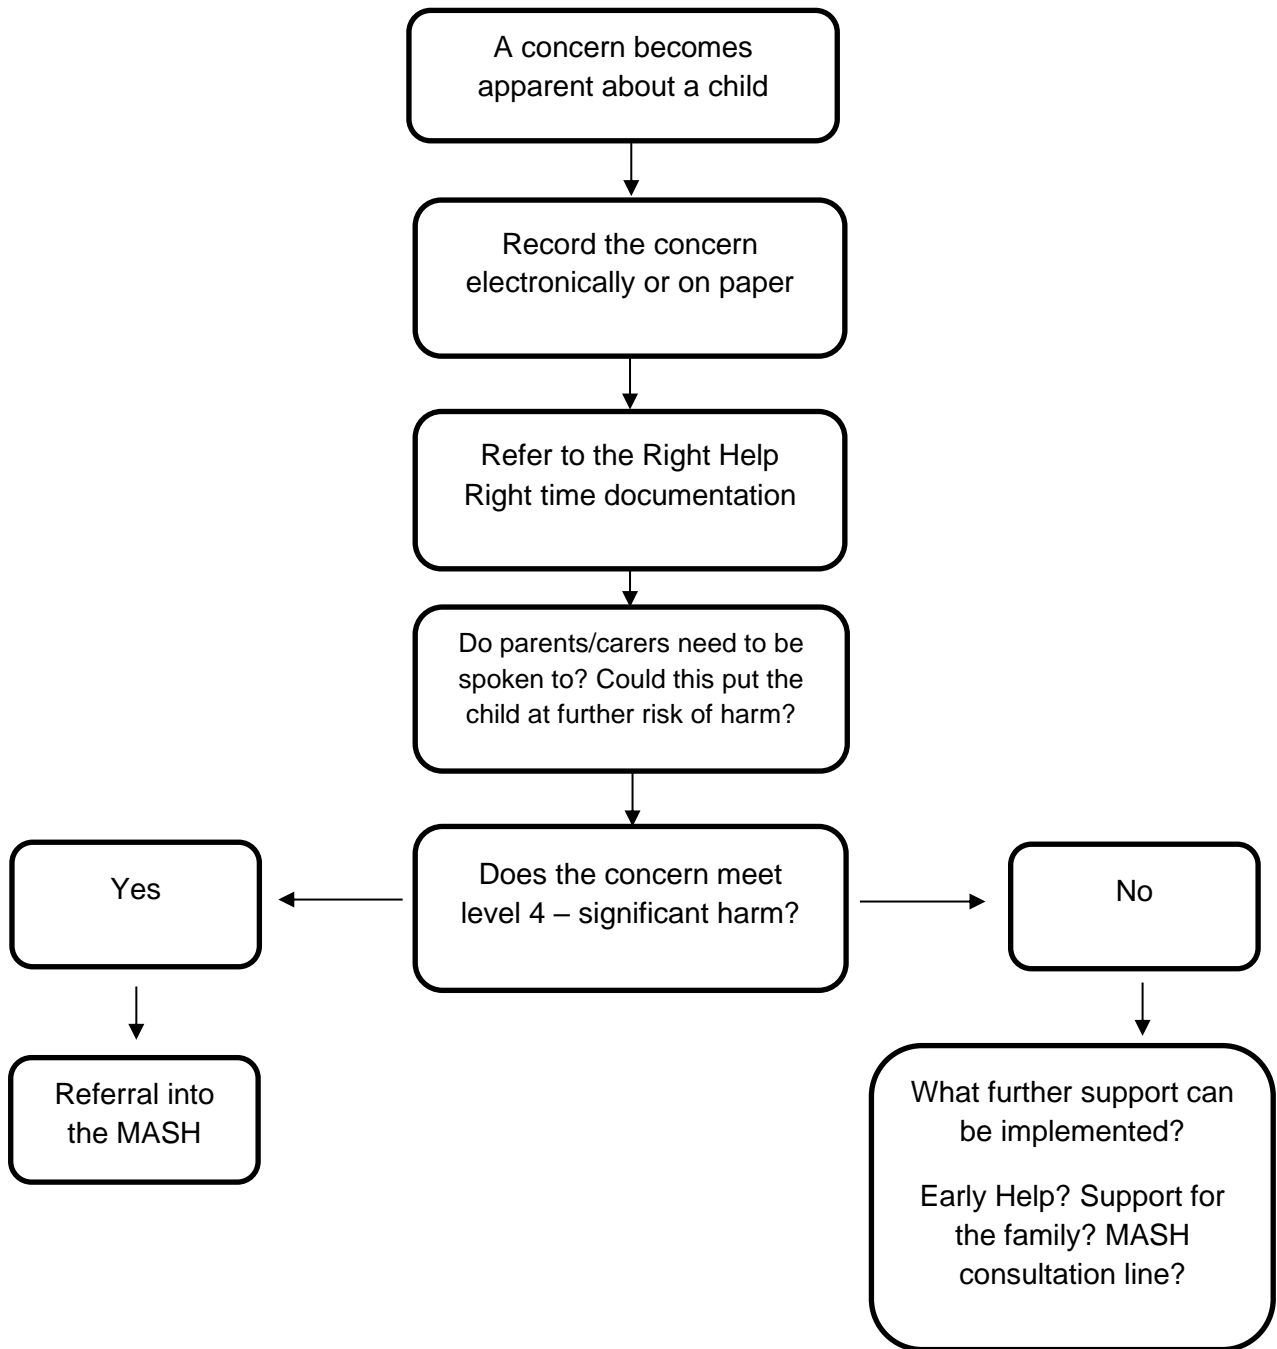 A concern becomes
apparent about a child
Record the concern
electronically or on paper
Refer to the Right Help
Right time documentation
Do parents/carers need to be
spoken to? Could this put the
child at further risk of harm?
Does the concern meet
level 4 – significant harm?
Yes
No
Referral into
the MASH
What further support can
be implemented?
Early Help? Support for
the family? MASH
consultation line?